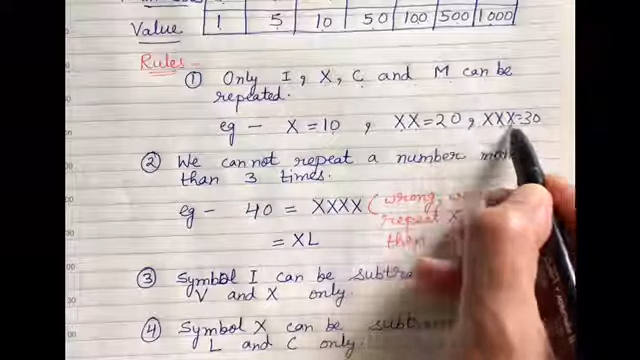 Value 1 5 10 50 100 500 1000
Rules -
① Only I, X, C and M can be
repeated.
eg - X = 10 , XX = 20, XXX = 30
② We cannot repeat a number
than 3 times.
eg - 40 = XXXX (wrong,
repeat X
= XL
③ Symbol I can be
V and X only.
④ Symbol X can be
L and C only.